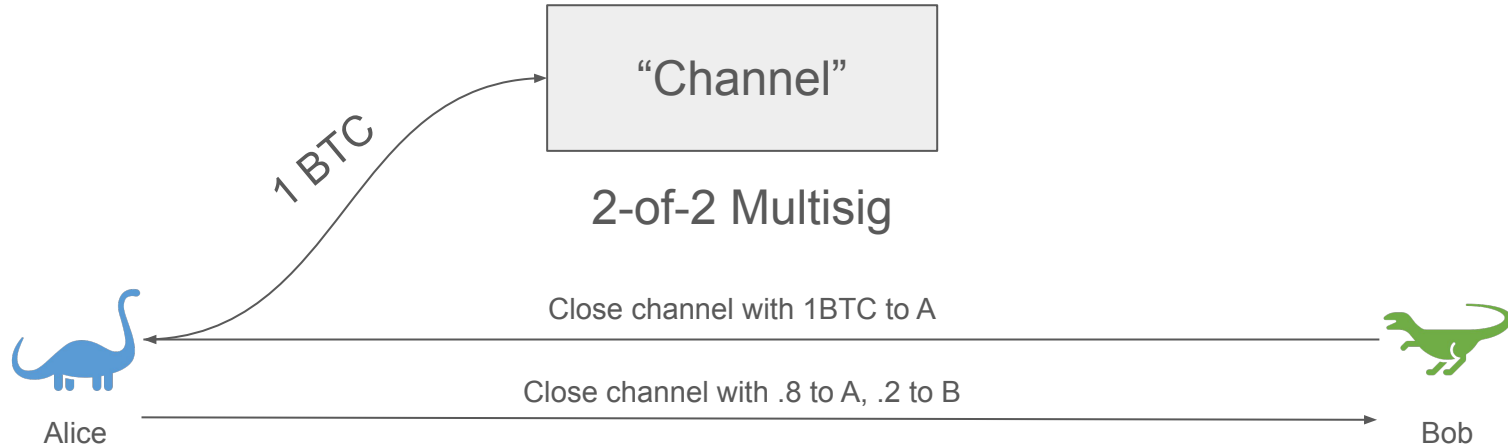 “Channel”
1 BTC
2-of-2 Multisig
Close channel with 1BTC to A
Close channel with .8 to A, .2 to B
Alice
Bob